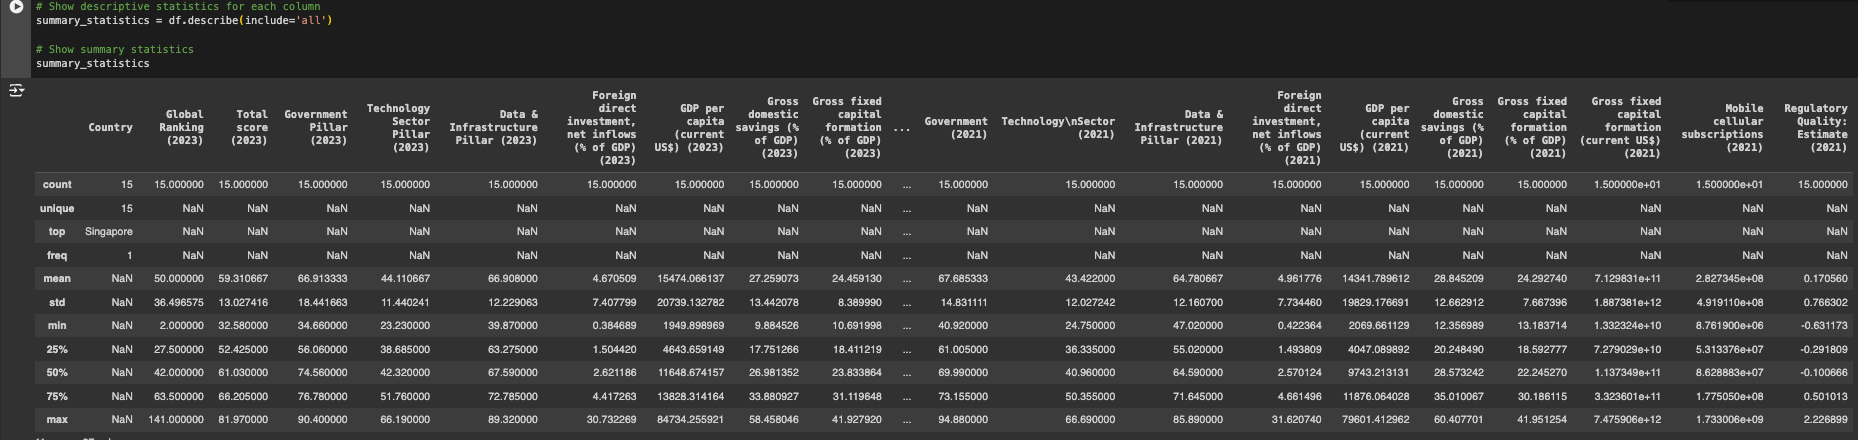 # Show descriptive statistics for each column
summary_statistics = df.describe(include='all')
# Show summary statistics
summary_statistics
Country Global Ranking (2023) Total score (2023) Government Pillar (2023) Technology Sector Pillar (2023) Data & Infrastructure Pillar (2023) Foreign direct investment, net inflows (% of GDP) (2023) GDP per capita (current US$) (2023) Gross domestic savings (% of GDP) (2023) Gross fixed capital formation (% of GDP) (2023) ... Government (2021) Technology\nSector (2021) Data & Infrastructure Pillar (2021) Foreign direct investment, net inflows (% of GDP) (2021) GDP per capita (current US$) (2021) Gross domestic savings (% of GDP) (2021) Gross fixed capital formation (% of GDP) (2021) Gross fixed capital formation (current US$) (2021) Mobile cellular subscriptions (2021) Regulatory Quality: Estimate (2021)
count 15 15.000000 15.000000 15.000000 15.000000 15.000000 15.000000 15.000000 15.000000 15.000000 ... 15.000000 15.000000 15.000000 15.000000 15.000000 15.000000 15.000000 1.500000e+01 1.500000e+01 15.000000
unique 15 NaN NaN NaN NaN NaN NaN NaN NaN NaN ... NaN NaN NaN NaN NaN NaN NaN NaN NaN NaN
top Singapore NaN NaN NaN NaN NaN NaN NaN NaN NaN ... NaN NaN NaN NaN NaN NaN NaN NaN NaN NaN
freq 1 NaN NaN NaN NaN NaN NaN NaN NaN NaN ... NaN NaN NaN NaN NaN NaN NaN NaN NaN NaN
mean NaN 50.000000 59.310667 66.913333 44.110667 66.908000 4.670509 15474.066137 27.259073 24.459130 ... 67.685333 43.422000 64.780667 4.961776 14341.789612 28.845209 24.292740 7.129831e+11 2.827345e+08 0.170560
std NaN 36.496575 13.027416 18.441663 11.440241 12.229063 7.407799 20739.132782 13.442078 8.389990 ... 14.831111 12.027242 12.160700 7.734460 19829.176691 12.662912 7.667396 1.887381e+12 4.919110e+08 0.766302
min NaN 2.000000 32.580000 34.660000 23.230000 39.870000 0.384689 1949.898969 9.884526 10.691998 ... 40.920000 24.750000 47.020000 0.422364 2069.661129 12.356989 13.183714 1.332324e+10 8.761900e+06 -0.631173
25% NaN 27.500000 52.425000 56.060000 38.685000 63.275000 1.504420 4643.659149 17.751266 18.411219 ... 61.005000 36.335000 55.020000 1.493809 4047.089892 20.248490 18.592777 7.279029e+10 5.313376e+07 -0.291809
50% NaN 42.000000 61.030000 74.560000 42.320000 67.590000 2.621186 11648.674157 26.981352 23.833864 ... 69.990000 40.960000 64.590000 2.570124 9743.213131 28.573242 22.245270 1.137349e+11 8.628883e+07 -0.100666
75% NaN 63.500000 66.205000 76.780000 51.760000 72.785000 4.417263 13828.314164 33.880927 31.119648 ... 73.155000 50.355000 71.645000 4.661496 11876.064028 35.010067 30.186115 3.323601e+11 1.775050e+08 0.501013
max NaN 141.000000 81.970000 90.400000 66.190000 89.320000 30.732269 84734.255921 58.458046 41.927920 ... 94.880000 66.690000 85.890000 31.620740 79601.412962 60.407701 41.951254 7.475906e+12 1.733006e+09 2.226899